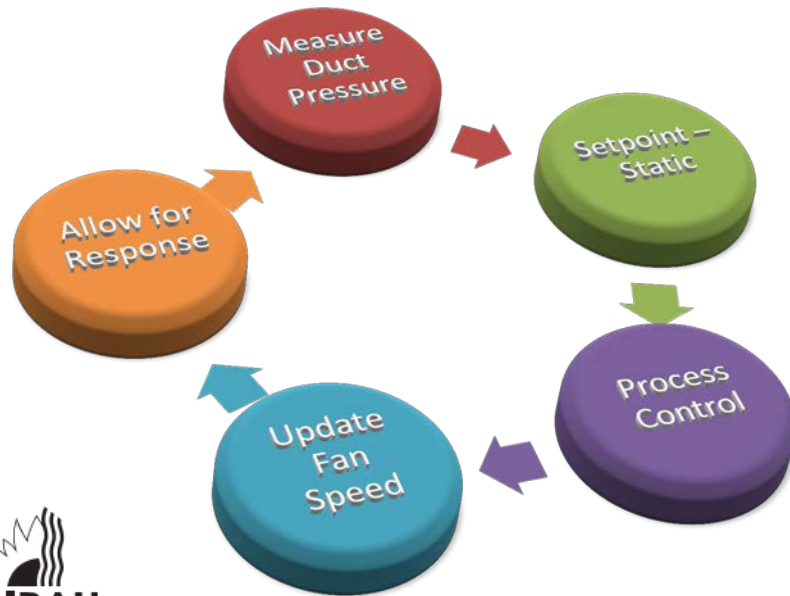 Measure
Duct
Pressure
Setpoint –
Static
Process
Control
Update
Fan
Speed
Allow for
Response